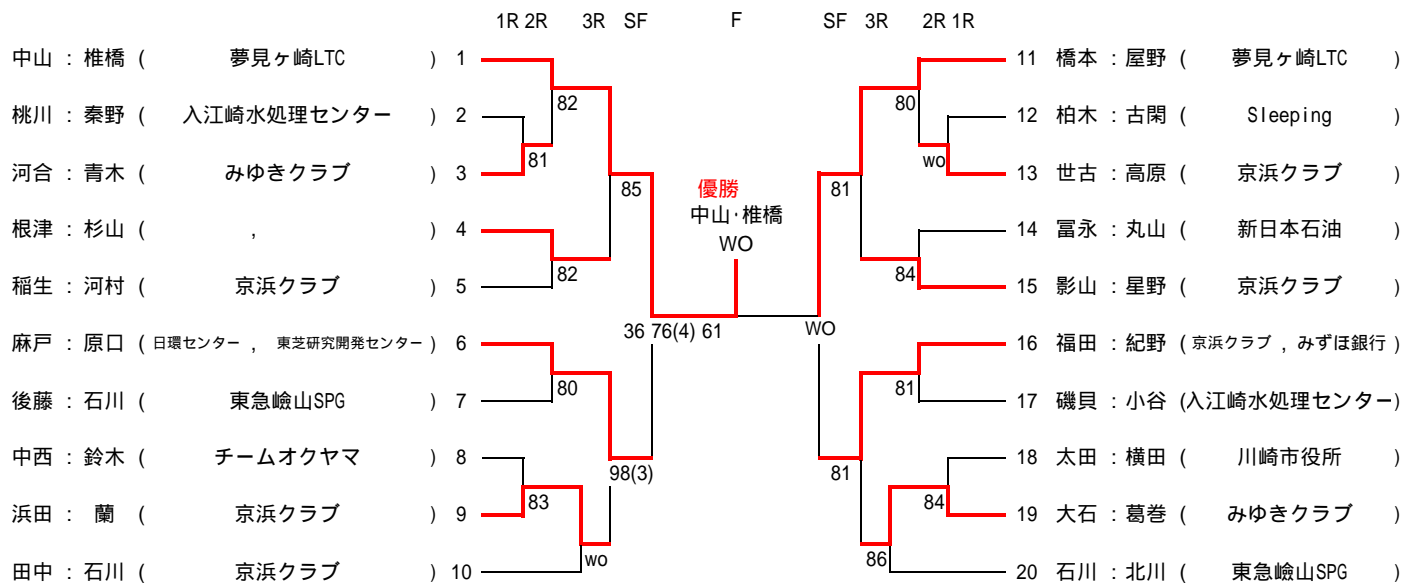 1R 2R 3R SF F SF 3R 2R 1R
中山 : 椎橋 ( 夢見ヶ崎LTC ) 1
11 橋本 : 屋野 ( 夢見ヶ崎LTC )
82
80
桃川 : 秦野 ( 入江崎水処理センター ) 2
12 柏木 : 古閑 ( Sleeping )
81
wo
河合 : 青木 ( みゆきクラブ ) 3
13 世古 : 高原 ( 京浜クラブ )
85
優勝
81
中山・椎橋
根津 : 杉山 ( , ) 4
14 冨永 : 丸山 ( 新日本石油 )
WO
82
84
稲生 : 河村 ( 京浜クラブ ) 5
15 影山 : 星野 ( 京浜クラブ )
36 76(4) 61
WO
麻戸 : 原口 ( 日環センター , 東芝研究開発センター ) 6
16 福田 : 紀野 ( 京浜クラブ , みずほ銀行 )
80
81
後藤 : 石川 ( 東急嶮山SPG ) 7
17 磯貝 : 小谷 (入江崎水処理センター)
中西 : 鈴木 ( チームオクヤマ ) 8
18 太田 : 横田 ( 川崎市役所 )
98(3)
81
83
84
浜田 : 蘭 ( 京浜クラブ ) 9
19 大石 : 葛巻 ( みゆきクラブ )
wo
86
田中 : 石川 ( 京浜クラブ ) 10
20 石川 : 北川 ( 東急嶮山SPG )